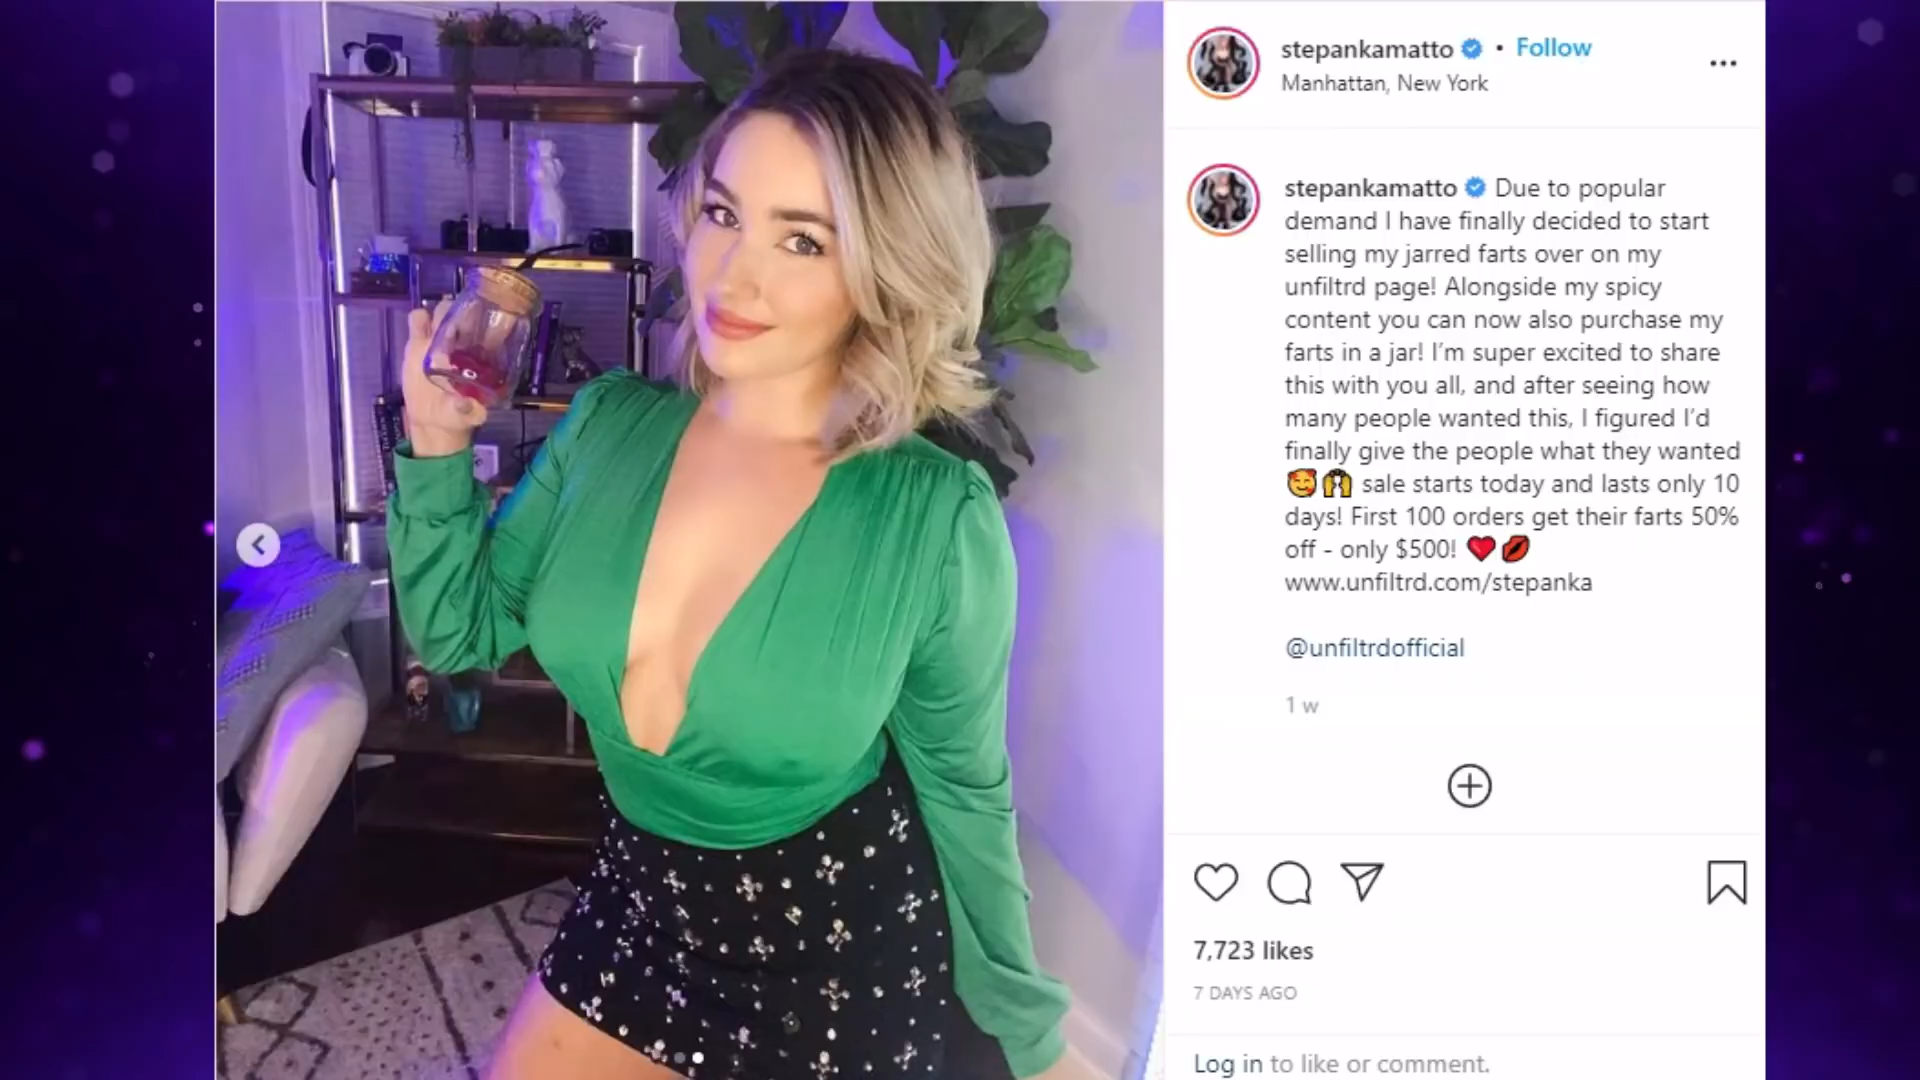 stepankamatto • Follow
Manhattan, New York
stepankamatto Due to popular
demand I have finally decided to start
selling my jarred farts over on my
unfiltrd page! Alongside my spicy
content you can now also purchase my
farts in a jar! I'm super excited to share
this with you all, and after seeing how
many people wanted this, I figured I'd
finally give the people what they wanted
🥰🙌 sale starts today and lasts only 10
days! First 100 orders get their farts 50%
off - only $500! ❤️💋
www.unfiltrd.com/stepanka
@unfiltrdofficial
1 w
7,723 likes
7 DAYS AGO
Log in to like or comment.